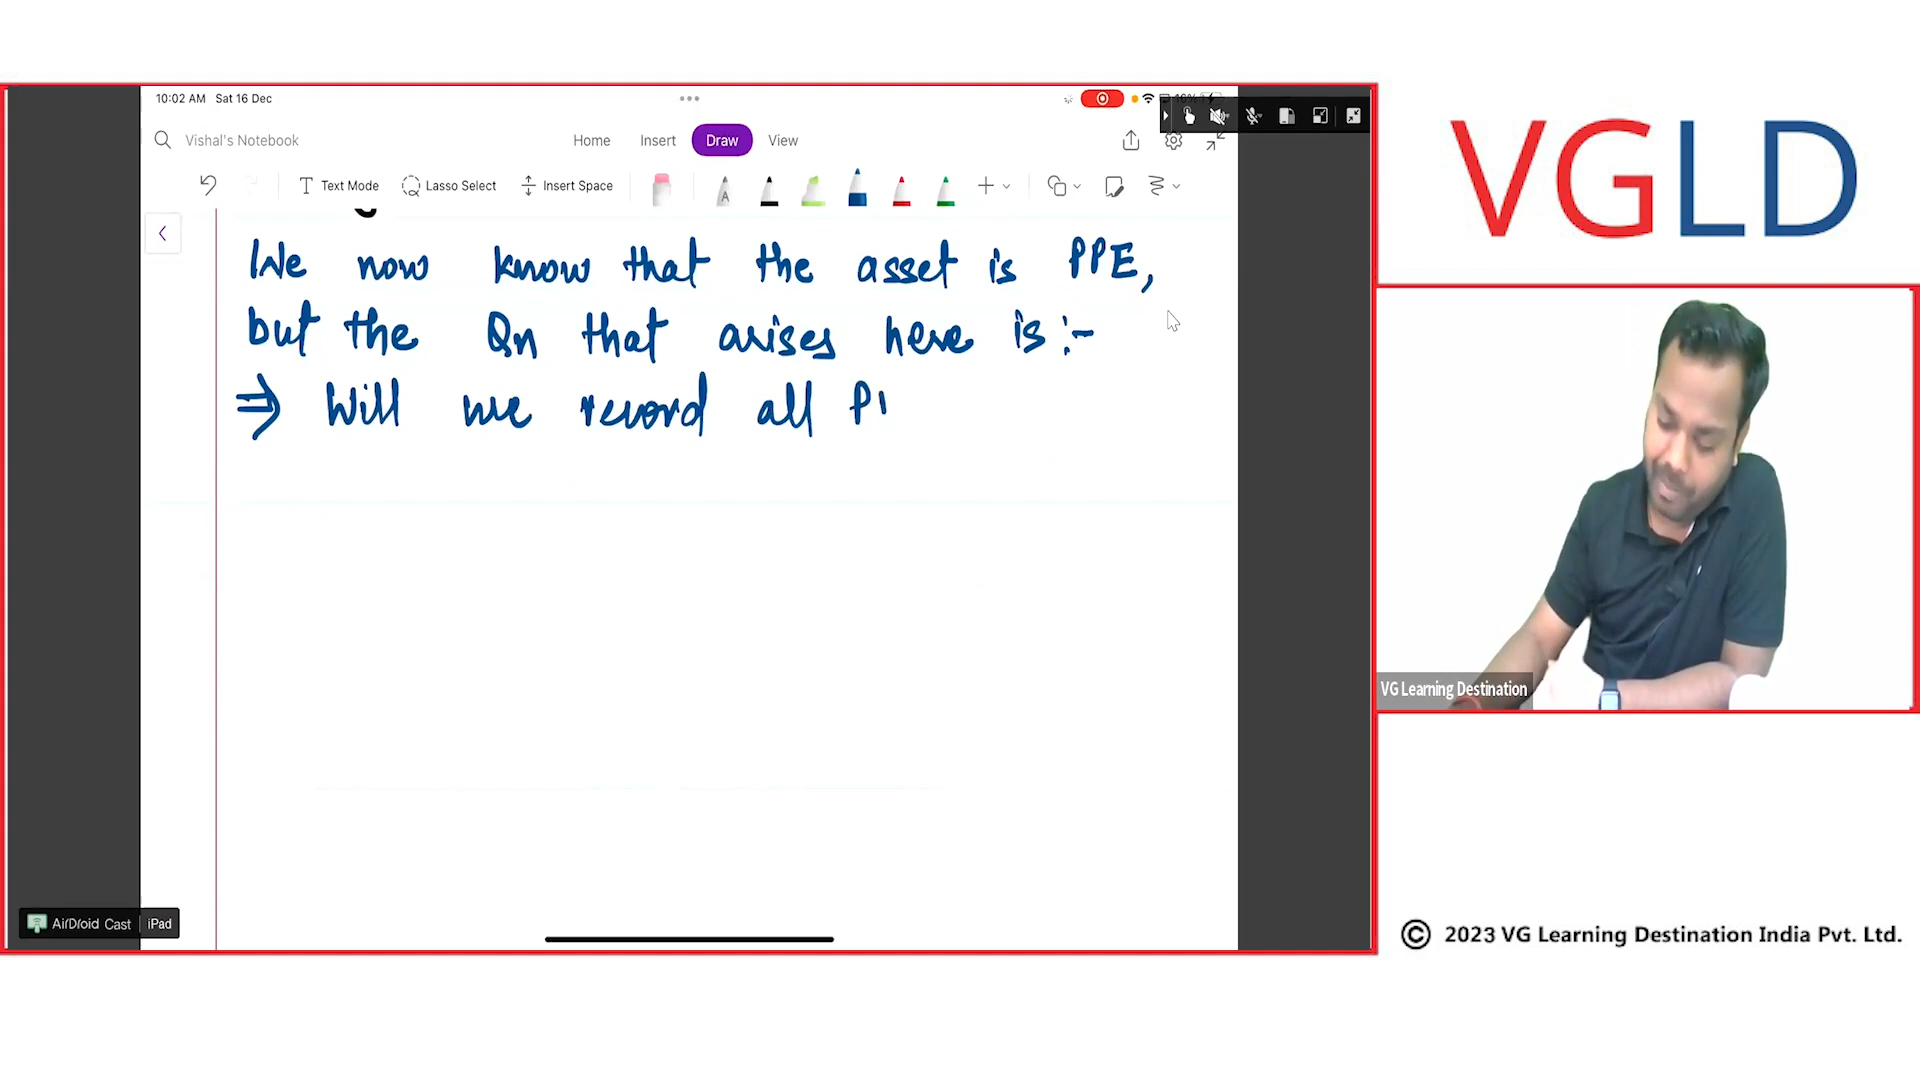 10:02 AM Sat 16 Dec
Vishal's Notebook
Home Insert Draw View
Text Mode Lasso Select Insert Space
We now know that the asset is PPE,
but the Qn that arises here is :-
⇒ Will we record all
AirDroid Cast iPad
VGLD
VG Learning Destination
© 2023 VG Learning Destination India Pvt. Ltd.